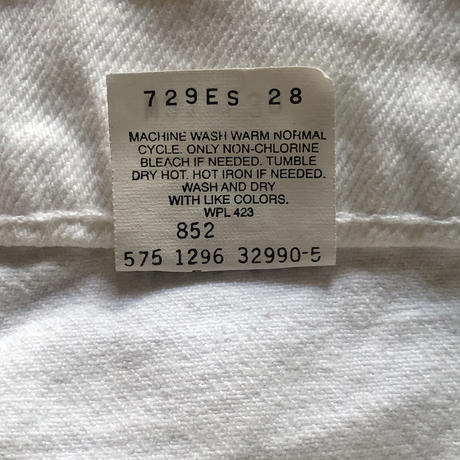 729ES 28
MACHINE WASH WARM NORMAL
CYCLE. ONLY NON-CHLORINE
BLEACH IF NEEDED. TUMBLE
DRY HOT. HOT IRON IF NEEDED.
WASH AND DRY
WITH LIKE COLORS.
WPL 423
852
575 1296 32990-5